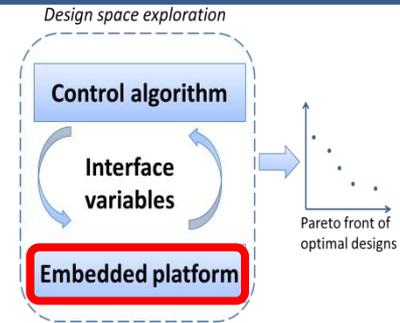 Design space exploration
Control algorithm
Interface
variables
Embedded platform
Pareto front of
optimal designs